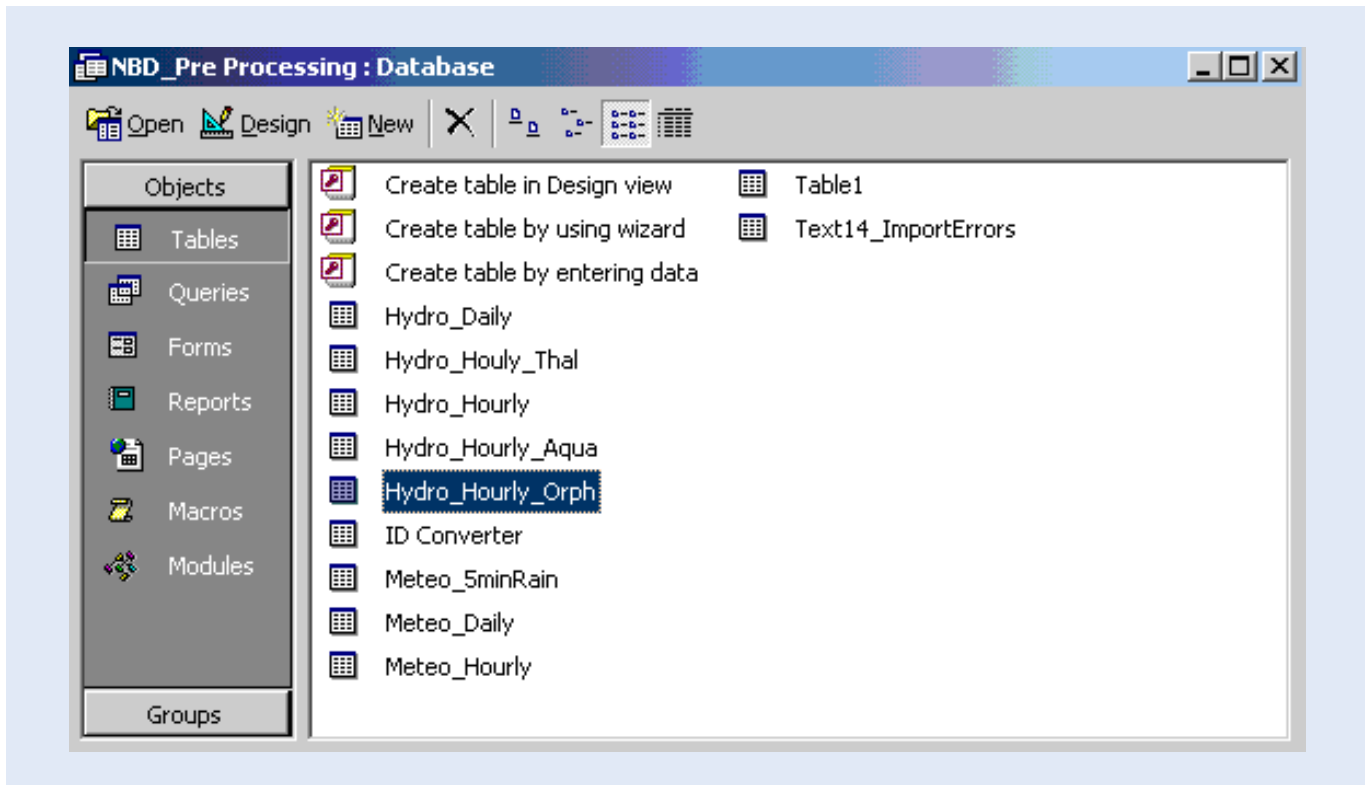 NBD_Pre Processing : Database
Open Design New
Objects
Tables
Queries
Forms
Reports
Pages
Macros
Modules
Groups
Create table in Design view
Create table by using wizard
Create table by entering data
Hydro_Daily
Hydro_Houly_Thal
Hydro_Hourly
Hydro_Hourly_Aqua
Hydro_Hourly_Orph
ID Converter
Meteo_5minRain
Meteo_Daily
Meteo_Hourly
Table1
Text14_ImportErrors